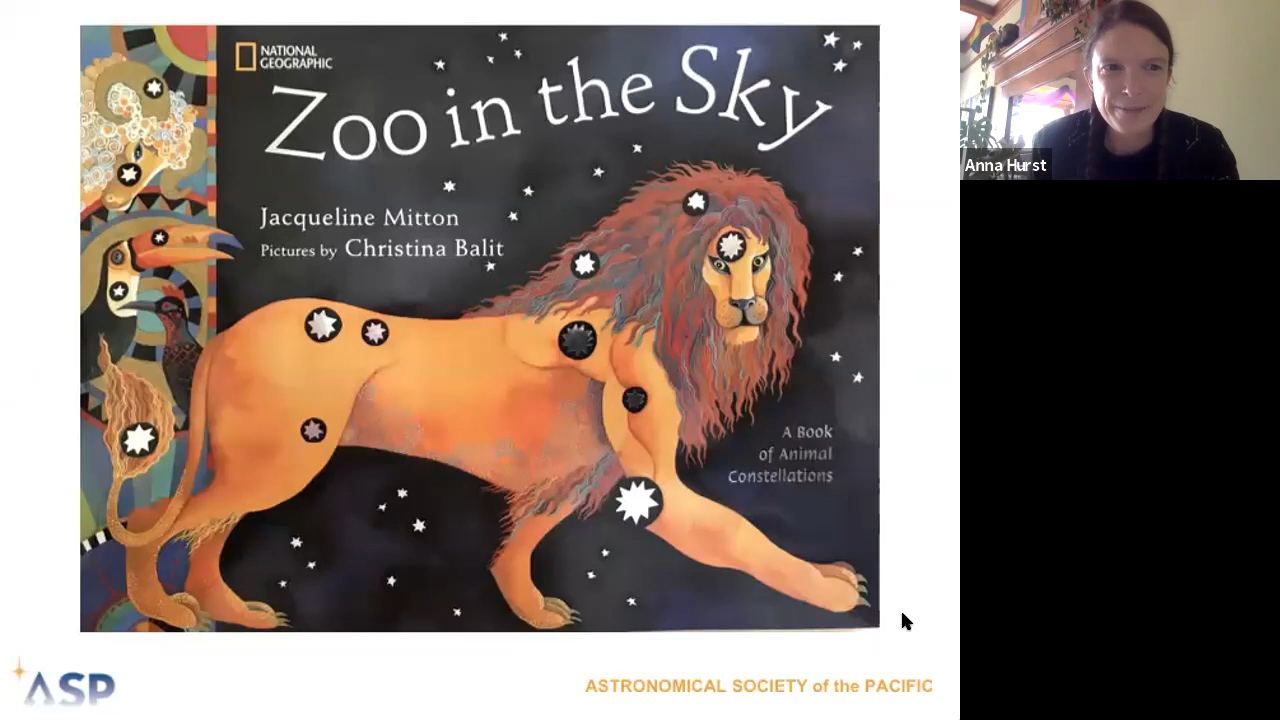 NATIONAL
GEOGRAPHIC
Zoo in the Sky
Jacqueline Mitton
Pictures by Christina Balit
A Book
of Animal
Constellations
Anna Hurst
ASP
ASTRONOMICAL SOCIETY of the PACIFIC